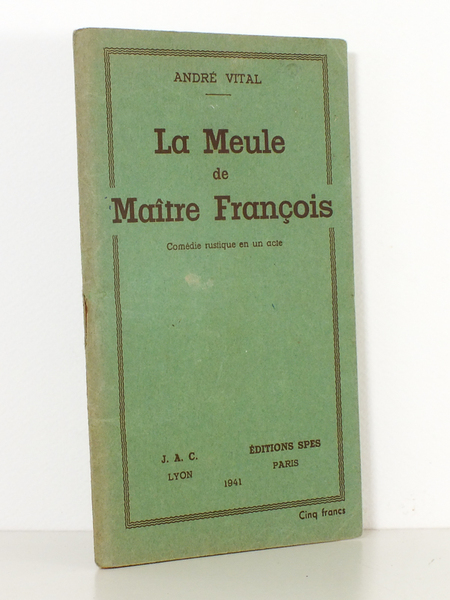 ANDRÉ VITAL
La Meule
de
Maître François
Comédie rustique en un acte
J. A. C. ÉDITIONS SPES
LYON PARIS
1941
Cinq francs